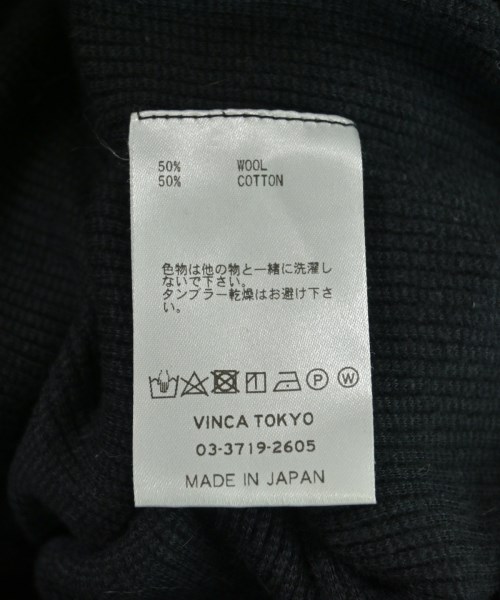 50% WOOL
50% COTTON
色物は他の物と一緒に洗濯し
ないで下さい。
タンブラー乾燥はお避け下さ
い。
P W
VINCA TOKYO
03-3719-2605
MADE IN JAPAN